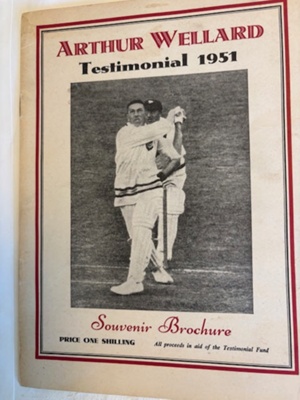 ARTHUR WELLARD
Testimonial 1951
Souvenir Brochure
PRICE ONE SHILLING All proceeds in aid of the Testimonial Fund